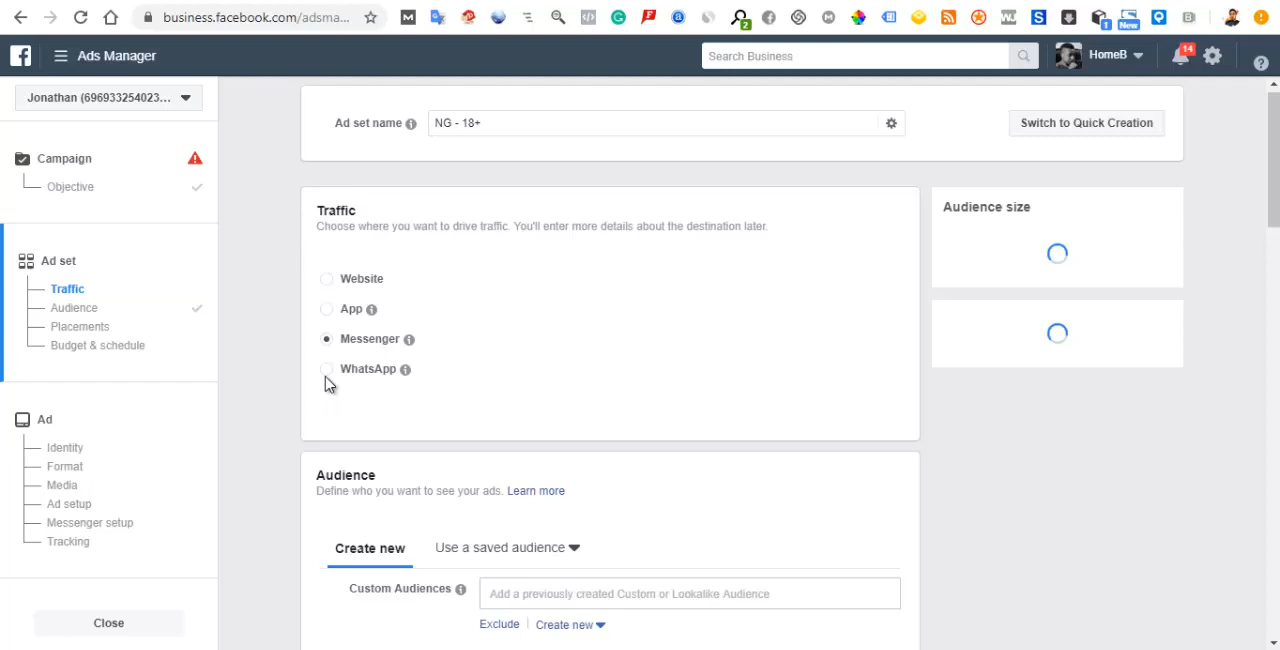 business.facebook.com/adsma...
Ads Manager
Search Business
HomeB
14
Jonathan (696933254023...
Campaign
Objective
Ad set
Traffic
Audience
Placements
Budget & schedule
Ad
Identity
Format
Media
Ad setup
Messenger setup
Tracking
Close
Ad set name
NG - 18+
Switch to Quick Creation
Traffic
Choose where you want to drive traffic. You'll enter more details about the destination later.
Website
App
Messenger
WhatsApp
Audience size
Audience
Define who you want to see your ads. Learn more
Create new
Use a saved audience
Custom Audiences
Add a previously created Custom or Lookalike Audience
Exclude
Create new